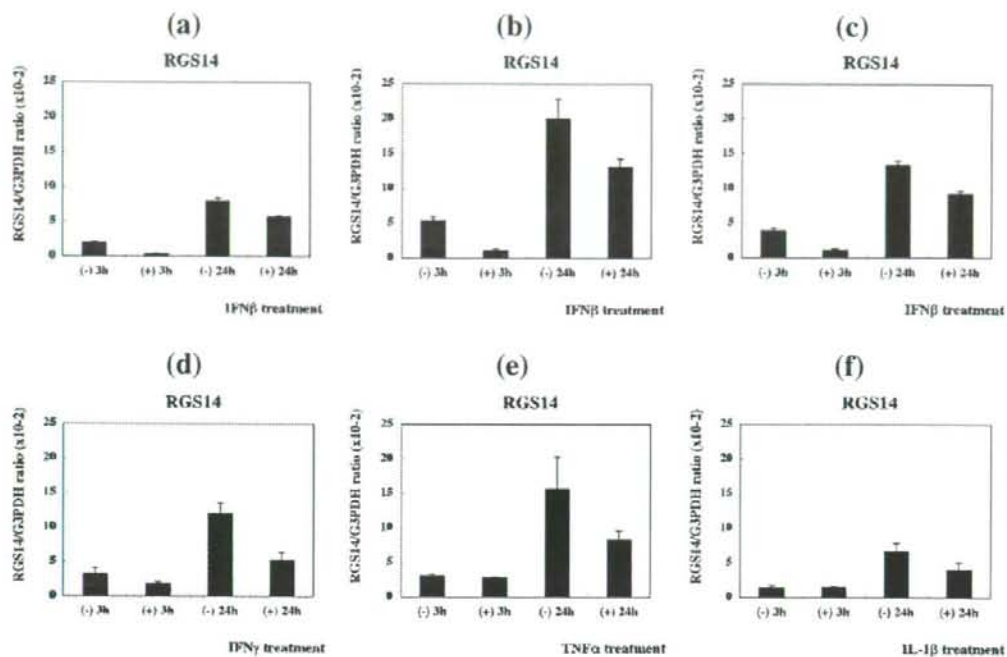 (a)
RGS14
RGS14/G3PDH ratio (x10-2)
25
20
15
10
5
0
(-) 3h (+) 3h (-) 24h (+) 24h
IFNβ treatment
(b)
RGS14
RGS14/G3PDH ratio (x10-2)
25
20
15
10
5
0
(-) 3h (+) 3h (-) 24h (+) 24h
IFNβ treatment
(c)
RGS14
RGS14/G3PDH ratio (x10-2)
25
20
15
10
5
0
(-) 3h (+) 3h (-) 24h (+) 24h
IFNβ treatment
(d)
RGS14
RGS14/G3PDH ratio (x10-2)
25
20
15
10
5
0
(-) 3h (+) 3h (-) 24h (+) 24h
IFNγ treatment
(e)
RGS14
RGS14/G3PDH ratio (x10-2)
25
20
15
10
5
0
(-) 3h (+) 3h (-) 24h (+) 24h
TNFα treatment
(f)
RGS14
RGS14/G3PDH ratio (x10-2)
25
20
15
10
5
0
(-) 3h (+) 3h (-) 24h (+) 24h
IL-1β treatment